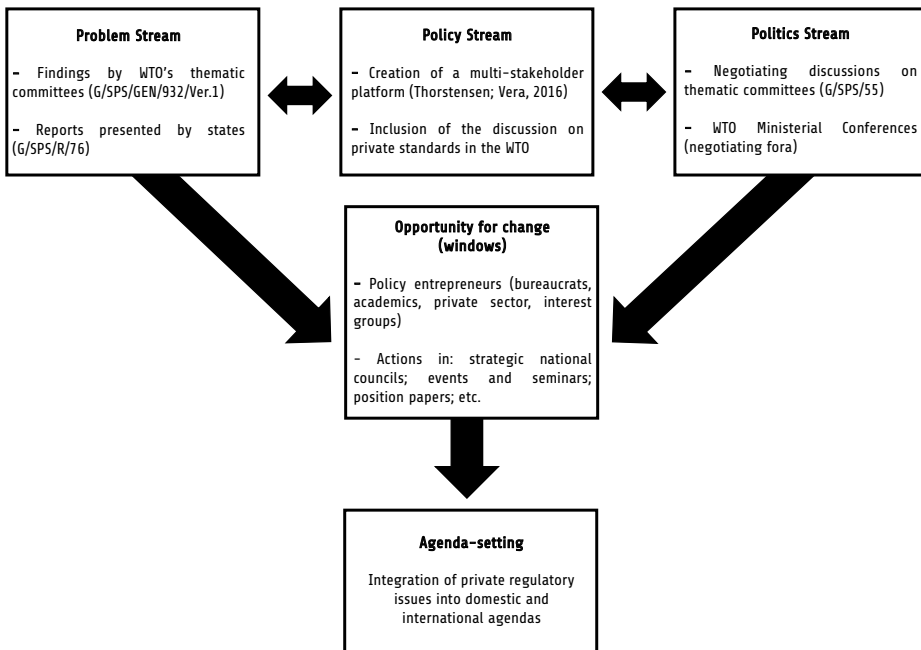 Problem Stream
– Findings by WTO's thematic
committees (G/SPS/GEN/932/Ver.1)
– Reports presented by states
(G/SPS/R/76)
Policy Stream
– Creation of a multi-stakeholder
platform (Thorstensen; Vera, 2016)
– Inclusion of the discussion on
private standards in the WTO
Politics Stream
– Negotiating discussions on
thematic committees (G/SPS/55)
– WTO Ministerial Conferences
(negotiating fora)
Opportunity for change
(windows)
– Policy entrepreneurs (bureaucrats,
academics, private sector, interest
groups)
- Actions in: strategic national
councils; events and seminars;
position papers; etc.
Agenda-setting
Integration of private regulatory
issues into domestic and
international agendas